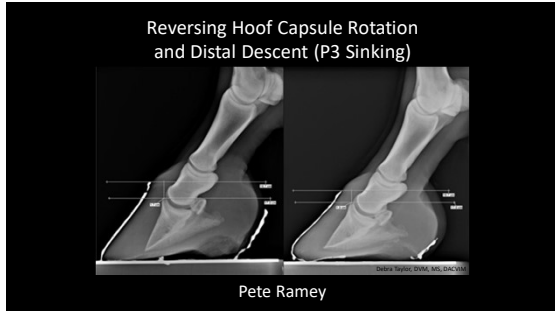 Reversing Hoof Capsule Rotation
and Distal Descent (P3 Sinking)
Debra Taylor, DVM, MS, DACVIM
Pete Ramey